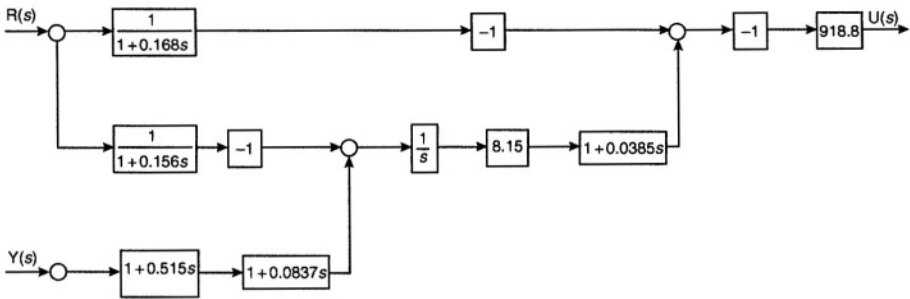 R(s)
1
1+0.168s
−1
−1
918.8
U(s)
1
1+0.156s
−1
1
s
8.15
1+0.0385s
Y(s)
1+0.515s
1+0.0837s